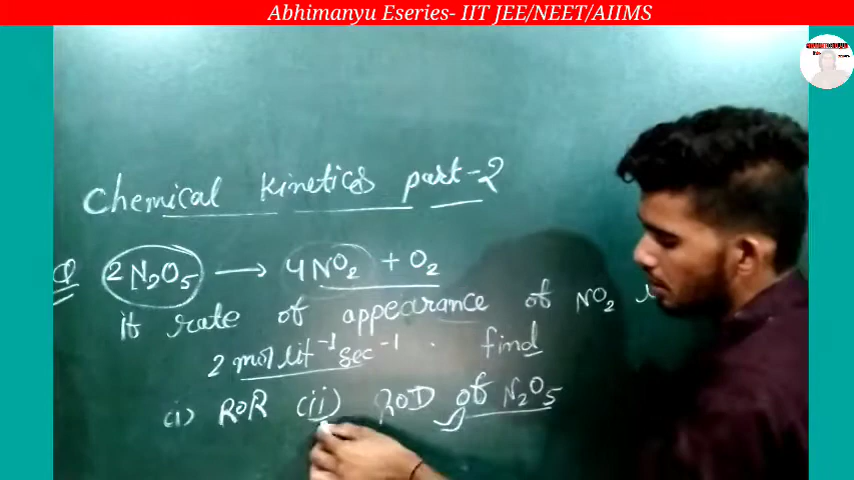 Abhimanyu Eseries- IIT JEE/NEET/AIIMS
Chemical kinetics part-2
Q 2N₂O₅ → 4NO₂ + O₂
if rate of appearance of NO₂
2 mol lit⁻¹ sec⁻¹ . find
(i) ROR (ii) ROD of N₂O₅